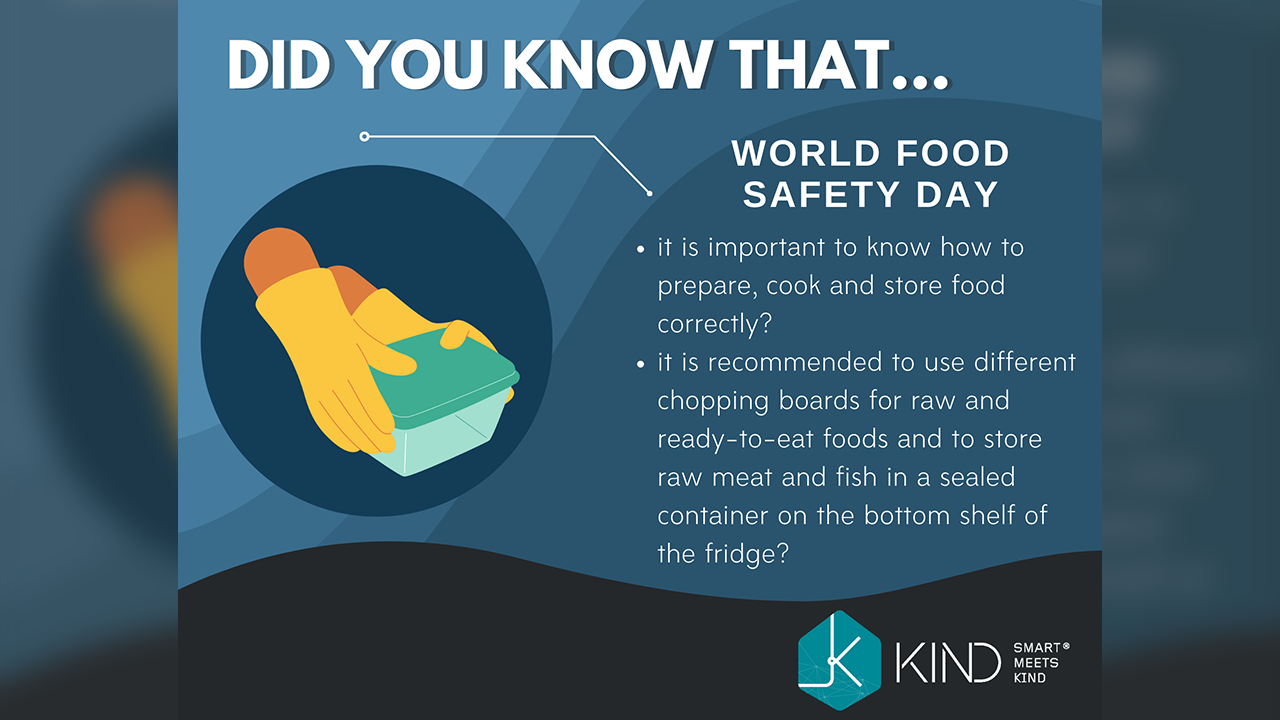 DID YOU KNOW THAT...
WORLD FOOD
SAFETY DAY
• it is important to know how to
prepare, cook and store food
correctly?
• it is recommended to use different
chopping boards for raw and
ready-to-eat foods and to store
raw meat and fish in a sealed
container on the bottom shelf of
the fridge?
K
KIND
SMART®
MEETS
KIND